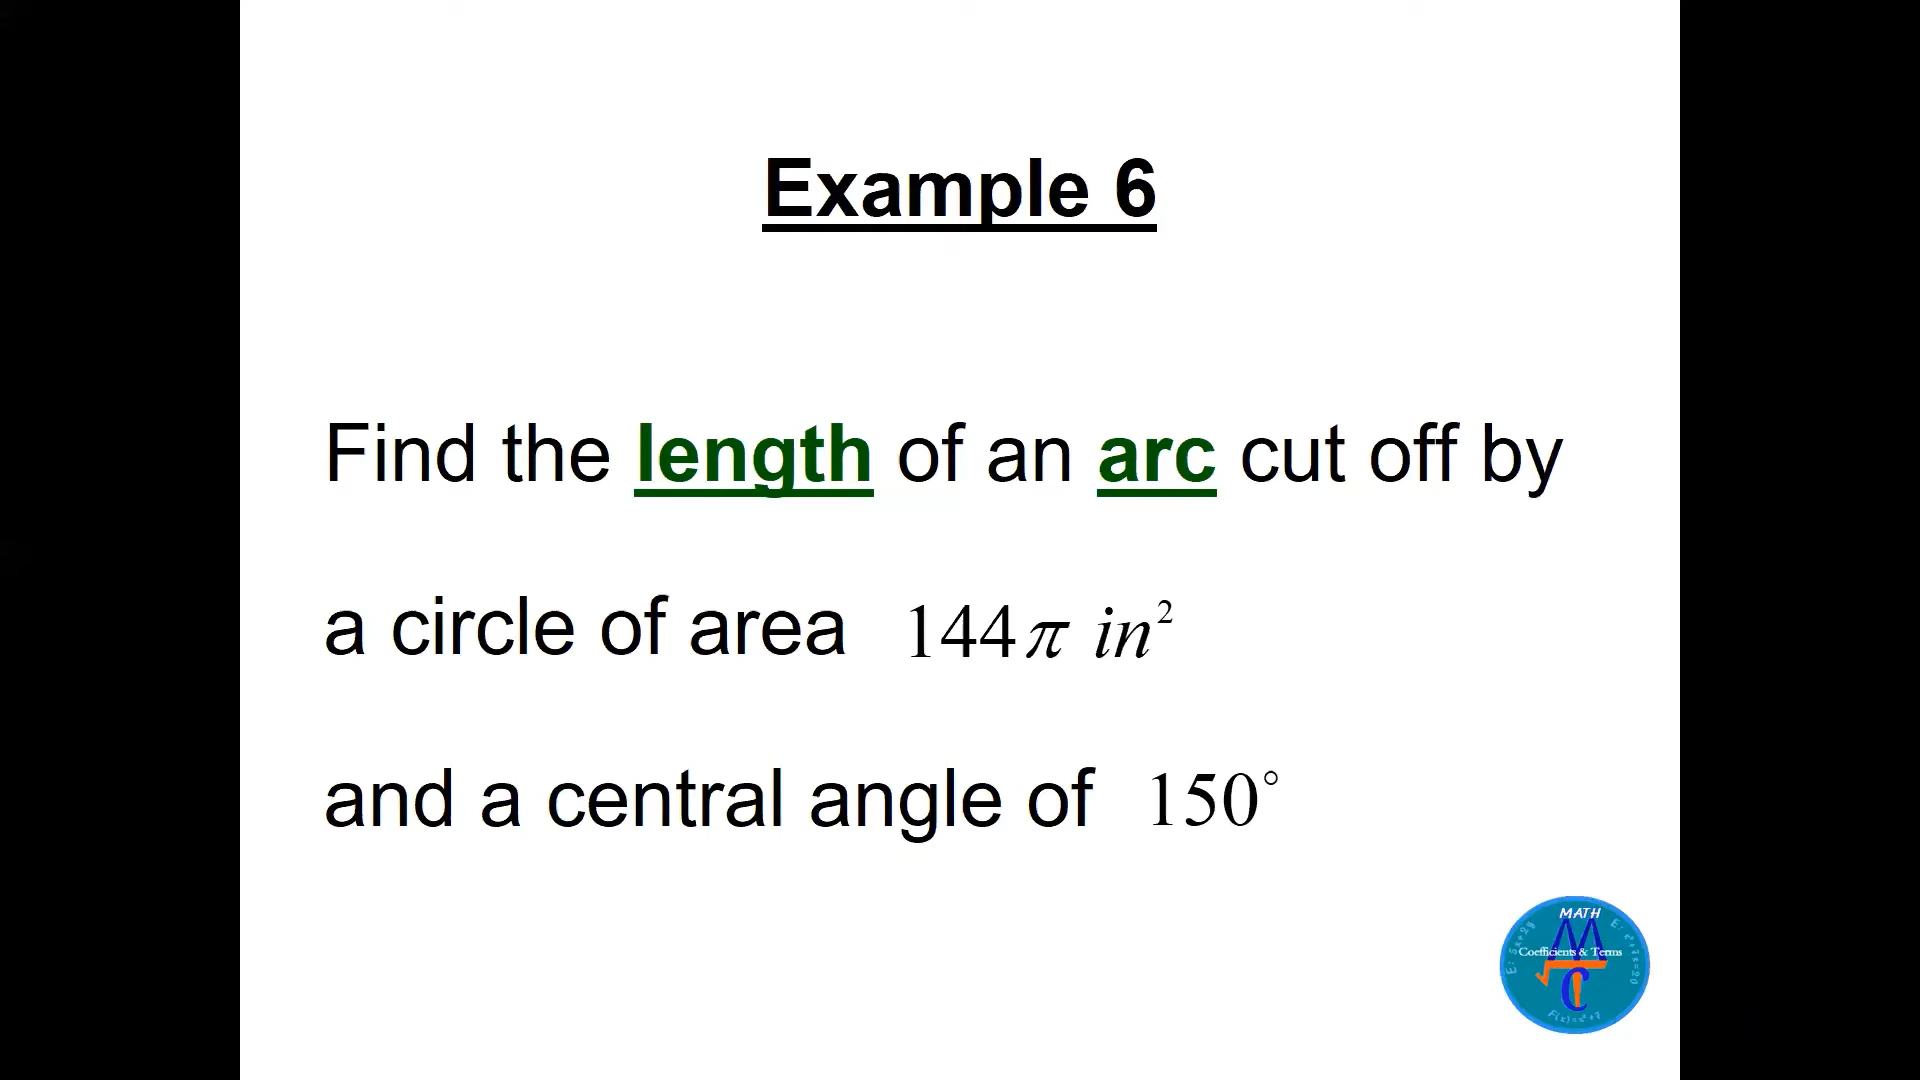 Example 6
Find the length of an arc cut off by
a circle of area 144π in²
and a central angle of 150°
MATH
Coefficients & Terms